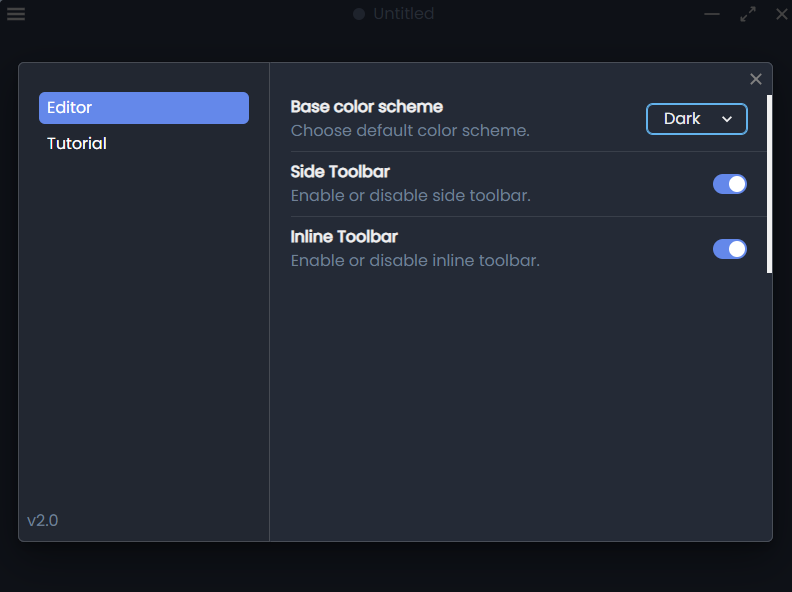 Untitled
Editor
Tutorial
Base color scheme
Choose default color scheme.
Dark
Side Toolbar
Enable or disable side toolbar.
Inline Toolbar
Enable or disable inline toolbar.
v2.0